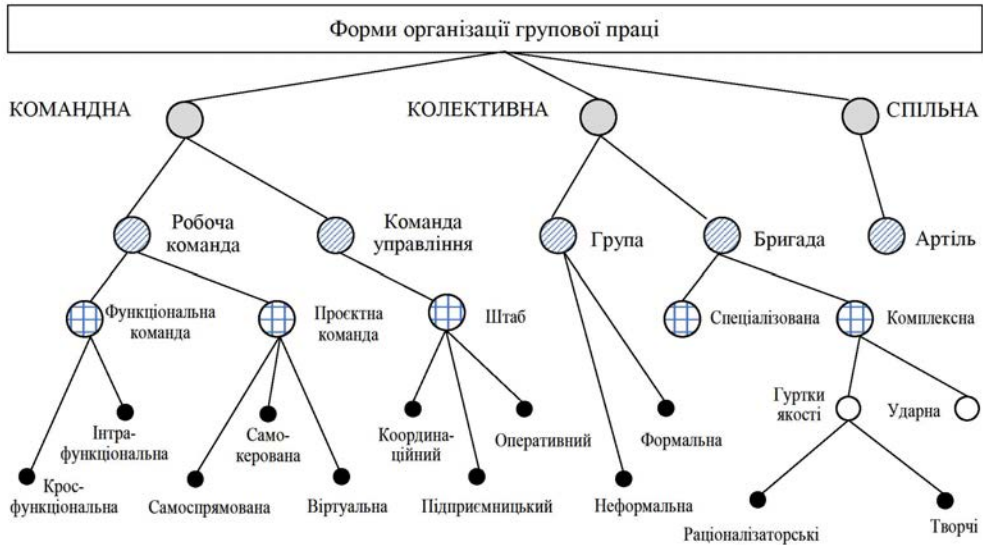 Форми організації групової праці
КОМАНДНА
КОЛЕКТИВНА
СПІЛЬНА
Робоча
команда
Команда
управління
Група
Бригада
Артіль
Функціональна
команда
Проєктна
команда
Штаб
Спеціалізована
Комплексна
Гуртки
якості
Ударна
Інтра-
функціональна
Само-
керована
Координа-
ційний
Оперативний
Формальна
Крос-
функціональна
Самоспрямована
Віртуальна
Підприємницький
Неформальна
Раціоналізаторські
Творчі